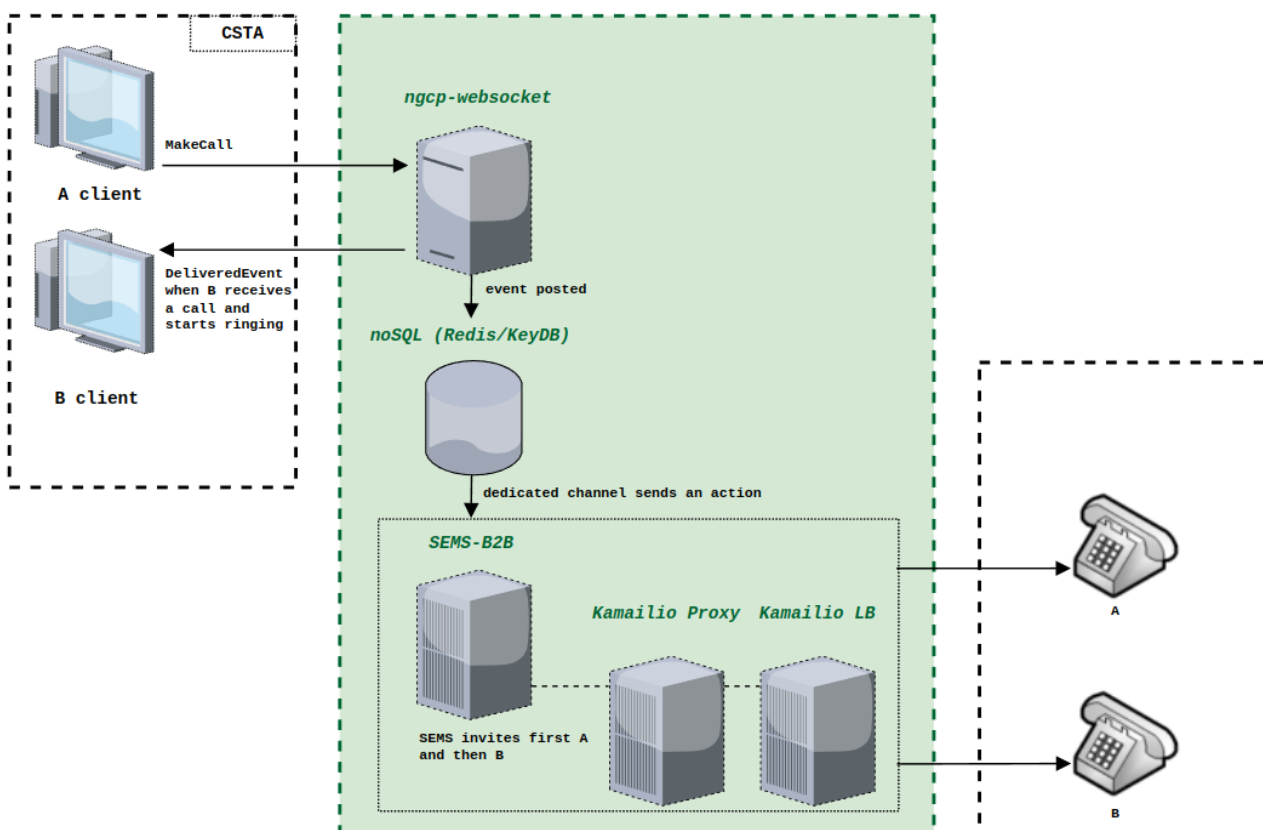 CSTA
ngcp-websocket
MakeCall
A client
DeliveredEvent
when B receives
a call and
starts ringing
B client
event posted
noSQL (Redis/KeyDB)
dedicated channel sends an action
SEMS-B2B
Kamailio Proxy
Kamailio LB
SEMS invites first A
and then B
A
B